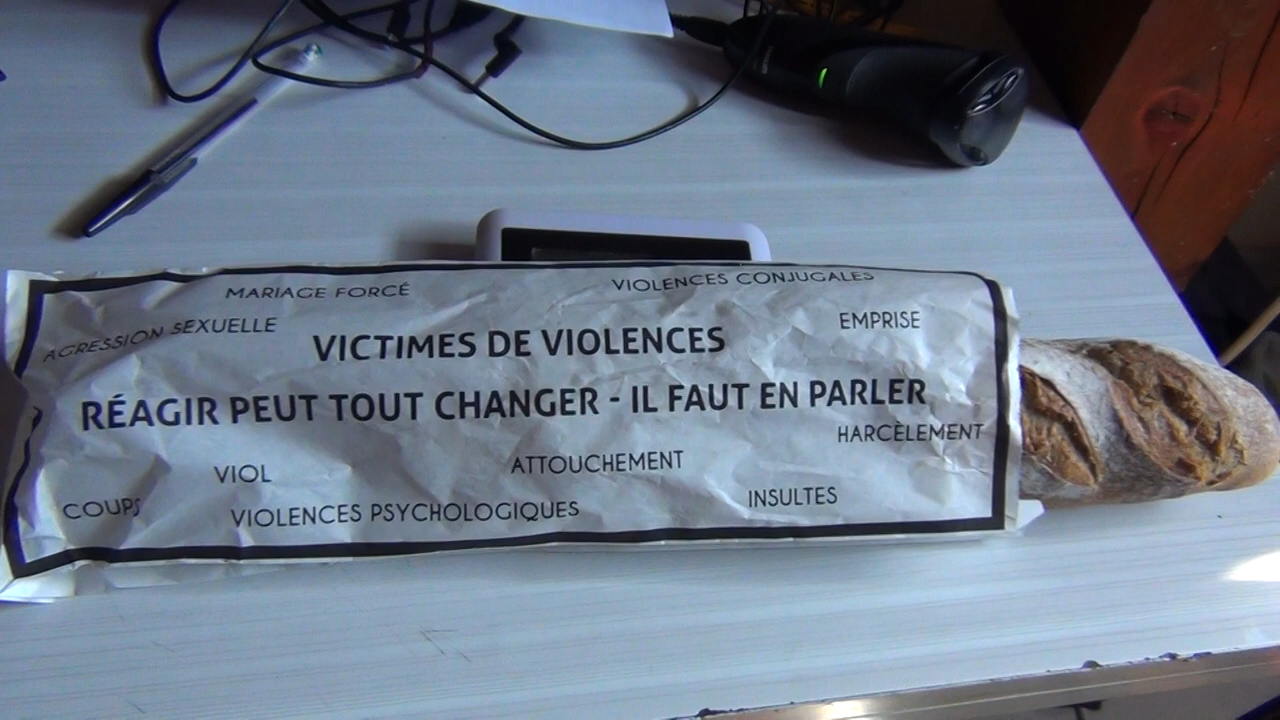 MARIAGE FORCÉ
VIOLENCES CONJUGALES
AGRESSION SEXUELLE
EMPRISE
VICTIMES DE VIOLENCES
RÉAGIR PEUT TOUT CHANGER - IL FAUT EN PARLER
HARCÈLEMENT
VIOL
ATTOUCHEMENT
COUPS
VIOLENCES PSYCHOLOGIQUES
INSULTES